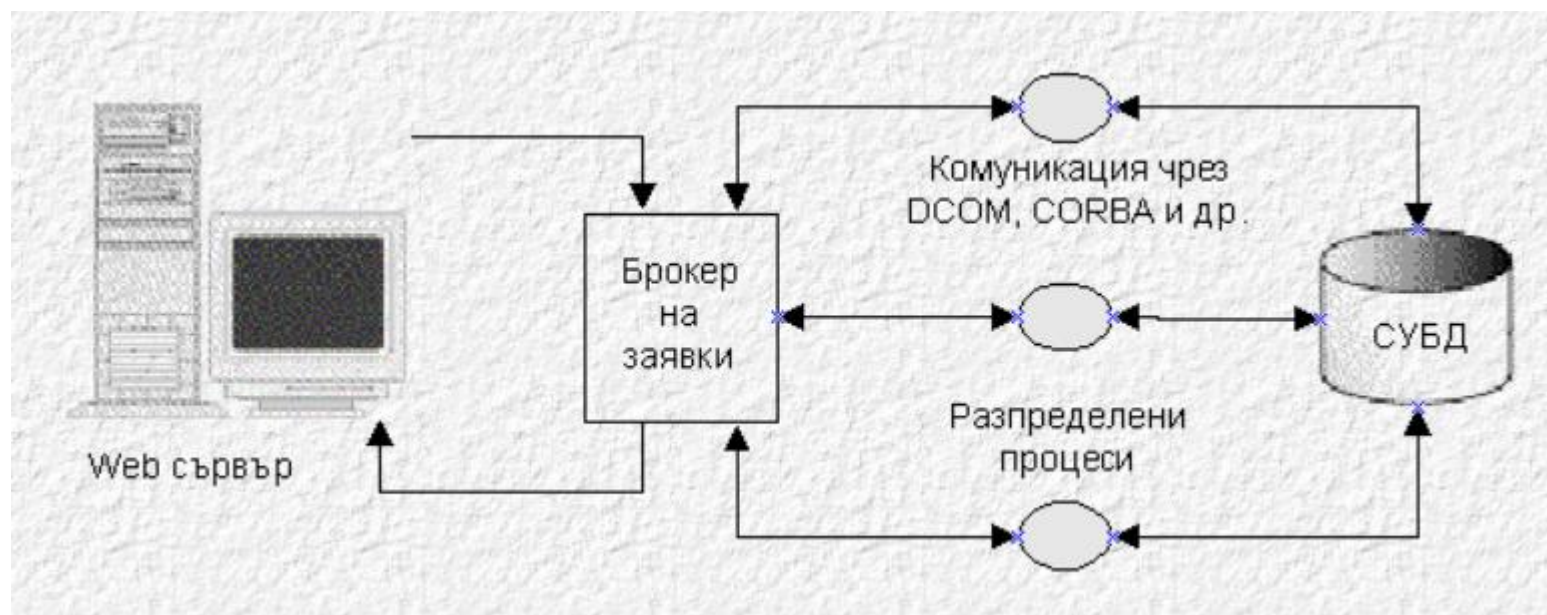 Комуникация чрез
DCOM, CORBA и др.
Брокер
на
заявки
СУБД
Разпределени
процеси
Web сървър